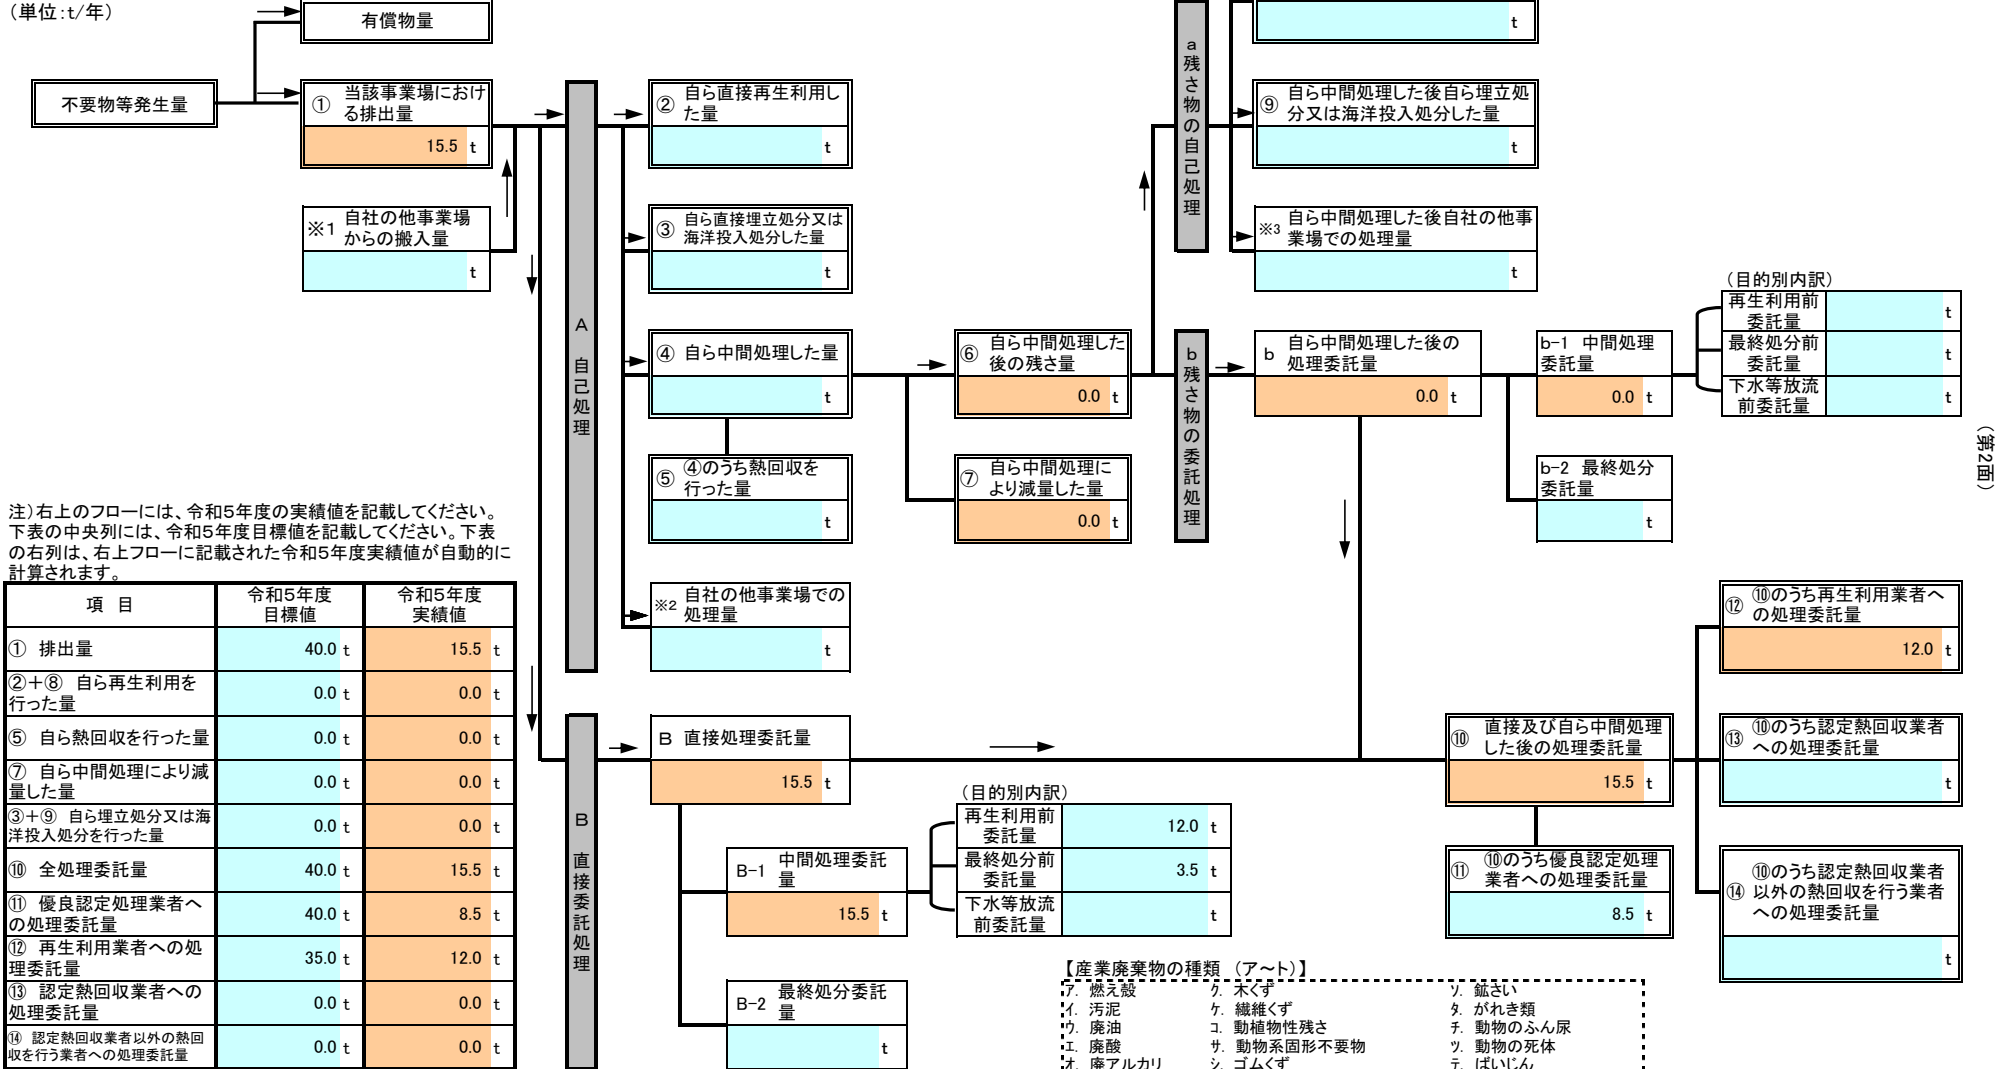 （単位:t/年）
有償物量
不要物等発生量
① 当該事業場におけ
る排出量
15.5 t
※1 自社の他事業場
からの搬入量
t
A 自己処理
② 自ら直接再生利用し
た量
t
③ 自ら直接埋立処分又は
海洋投入処分した量
t
④ 自ら中間処理した量
t
⑤ ④のうち熱回収を
行った量
t
※2 自社の他事業場での
処理量
t
⑥ 自ら中間処理した
後の残さ量
0.0 t
⑦ 自ら中間処理に
より減量した量
0.0 t
a 残さ物の自己処理
t
⑨ 自ら中間処理した後自ら埋立処
分又は海洋投入処分した量
t
※3 自ら中間処理した後自社の他事
業場での処理量
t
b 残さ物の委託処理
b 自ら中間処理した後の
処理委託量
0.0 t
b-1 中間処理
委託量
0.0 t
b-2 最終処分
委託量
t
（目的別内訳）
再生利用前
委託量
t
最終処分前
委託量
t
下水等放流
前委託量
t
（第2面）
注）右上のフローには、令和5年度の実績値を記載してください。
下表の中央列には、令和5年度目標値を記載してください。下表
の右列は、右上フローに記載された令和5年度実績値が自動的に
計算されます。
項 目
令和5年度
目標値
令和5年度
実績値
① 排出量 40.0 t 15.5 t
②＋⑧ 自ら再生利用を
行った量 0.0 t 0.0 t
⑤ 自ら熱回収を行った量 0.0 t 0.0 t
⑦ 自ら中間処理により減
量した量 0.0 t 0.0 t
③＋⑨ 自ら埋立処分又は海
洋投入処分を行った量 0.0 t 0.0 t
⑩ 全処理委託量 40.0 t 15.5 t
⑪ 優良認定処理業者へ
の処理委託量 40.0 t 8.5 t
⑫ 再生利用業者への処
理委託量 35.0 t 12.0 t
⑬ 認定熱回収業者への
処理委託量 0.0 t 0.0 t
⑭ 認定熱回収業者以外の熱回
収を行う業者への処理委託量 0.0 t 0.0 t
B 直接委託処理
B 直接処理委託量
15.5 t
B-1 中間処理委託
量
15.5 t
B-2 最終処分委託
量
t
（目的別内訳）
再生利用前
委託量
12.0 t
最終処分前
委託量
3.5 t
下水等放流
前委託量
t
⑩ 直接及び自ら中間処理
した後の処理委託量
15.5 t
⑪ ⑩のうち優良認定処理
業者への処理委託量
8.5 t
⑫ ⑩のうち再生利用業者へ
の処理委託量
12.0 t
⑬ ⑩のうち認定熱回収業者
への処理委託量
t
⑭ ⑩のうち認定熱回収業者
以外の熱回収を行う業者
への処理委託量
t
【産業廃棄物の種類 （ア～ト）】
ア. 燃え殻 ク. 木くず ソ. 鉱さい
イ. 汚泥 ケ. 繊維くず タ. がれき類
ウ. 廃油 コ. 動植物性残さ チ. 動物のふん尿
エ. 廃酸 サ. 動物系固形不要物 ツ. 動物の死体
オ. 廃アルカリ シ. ゴムくず テ. ばいじん